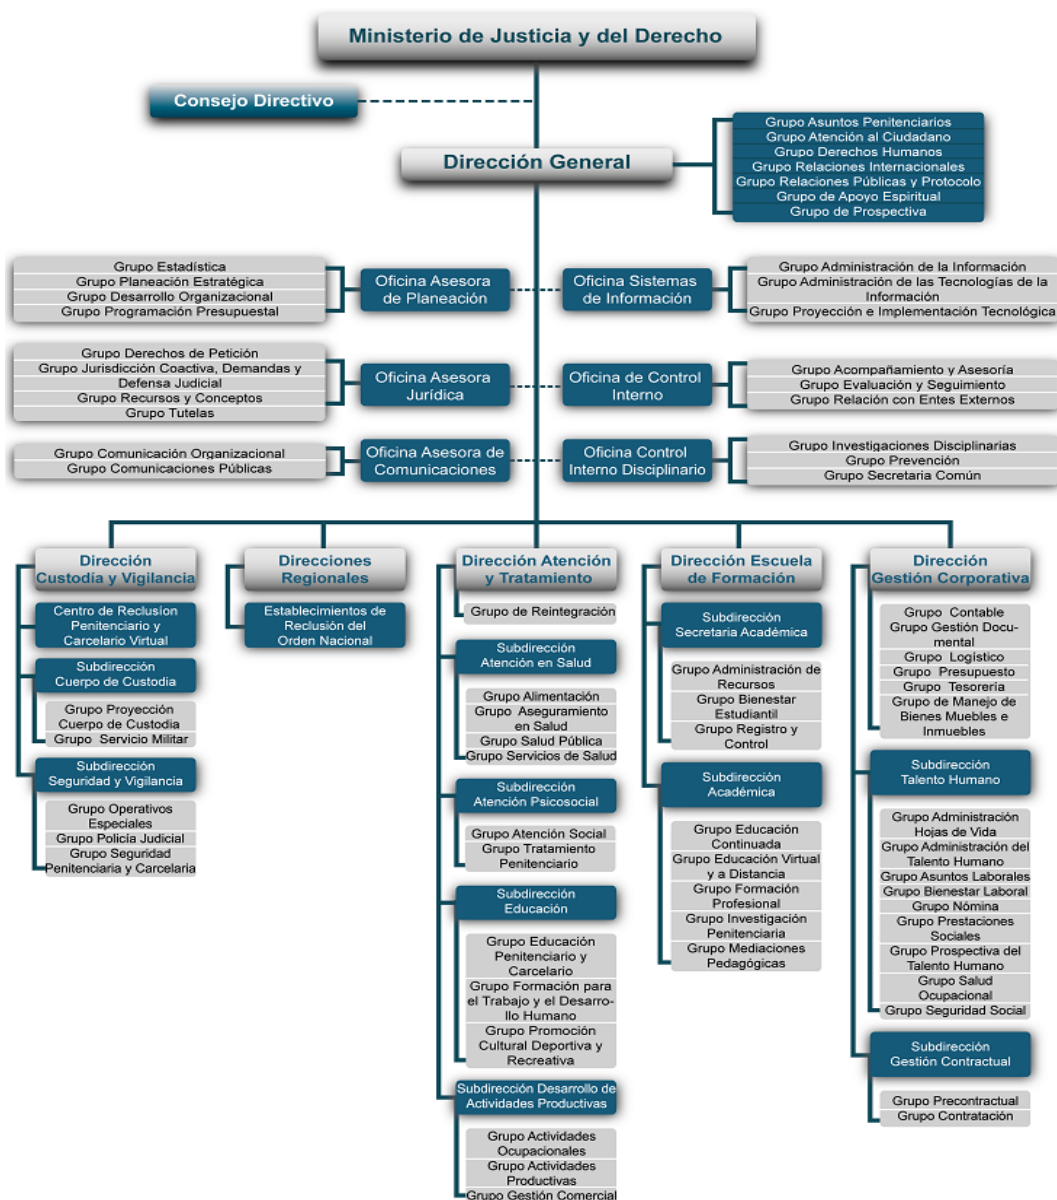 Ministerio de Justicia y del Derecho
Consejo Directivo
Dirección General
Grupo Asuntos Penitenciarios
Grupo Atención al Ciudadano
Grupo Derechos Humanos
Grupo Relaciones Internacionales
Grupo Relaciones Públicas y Protocolo
Grupo de Apoyo Espiritual
Grupo de Prospectiva
Grupo Estadística
Grupo Planeación Estratégica
Grupo Desarrollo Organizacional
Grupo Programación Presupuestal
Oficina Asesora
de Planeación
Oficina Sistemas
de Información
Grupo Administración de la Información
Grupo Administración de las Tecnologías de la
Información
Grupo Proyección e Implementación Tecnológica
Grupo Derechos de Petición
Grupo Jurisdicción Coactiva, Demandas y
Defensa Judicial
Grupo Recursos y Conceptos
Grupo Tutelas
Oficina Asesora
Jurídica
Oficina de Control
Interno
Grupo Acompañamiento y Asesoría
Grupo Evaluación y Seguimiento
Grupo Relación con Entes Externos
Grupo Comunicación Organizacional
Grupo Comunicaciones Públicas
Oficina Asesora de
Comunicaciones
Oficina Control
Interno Disciplinario
Grupo Investigaciones Disciplinarias
Grupo Prevención
Grupo Secretaria Común
Dirección
Custodía y Vigilancia
Centro de Reclusíon
Penitenciario y
Carcelario Virtual
Subdirección
Cuerpo de Custodia
Grupo Proyección
Cuerpo de Custodia
Grupo Servicio Militar
Subdirección
Seguridad y Vigilancia
Grupo Operativos
Especiales
Grupo Policía Judicial
Grupo Seguridad
Penitenciaria y Carcelaria
Direcciones
Regionales
Establecimientos de
Reclusión del
Orden Nacional
Dirección Atención
y Tratamiento
Grupo de Reintegración
Subdirección
Atención en Salud
Grupo Alimentación
Grupo Aseguramiento
en Salud
Grupo Salud Pública
Grupo Servicios de Salud
Subdirección
Atención Psicosocial
Grupo Atención Social
Grupo Tratamiento
Penitenciario
Subdirección
Educación
Grupo Educación
Penitenciario y
Carcelario
Grupo Formación para
el Trabajo y el Desarro-
llo Humano
Grupo Promoción
Cultural Deportiva y
Recreativa
Subdirección Desarrollo de
Actividades Productivas
Grupo Actividades
Ocupacionales
Grupo Actividades
Productivas
Grupo Gestión Comercial
Dirección Escuela
de Formación
Subdirección
Secretaria Académica
Grupo Administración de
Recursos
Grupo Bienestar
Estudiantil
Grupo Registro y
Control
Subdirección
Académica
Grupo Educación
Continuada
Grupo Educación Virtual
y a Distancia
Grupo Formación
Profesional
Grupo Investigación
Penitenciaria
Grupo Mediaciones
Pedagógicas
Dirección
Gestión Corporativa
Grupo Contable
Grupo Gestión Docu-
mental
Grupo Logístico
Grupo Presupuesto
Grupo Tesorería
Grupo de Manejo de
Bienes Muebles e
Inmuebles
Subdirección
Talento Humano
Grupo Administración
Hojas de Vida
Grupo Administración del
Talento Humano
Grupo Asuntos Laborales
Grupo Bienestar Laboral
Grupo Nómina
Grupo Prestaciones
Sociales
Grupo Prospectiva del
Talento Humano
Grupo Salud
Ocupacional
Grupo Seguridad Social
Subdirección
Gestión Contractual
Grupo Precontractual
Grupo Contratación